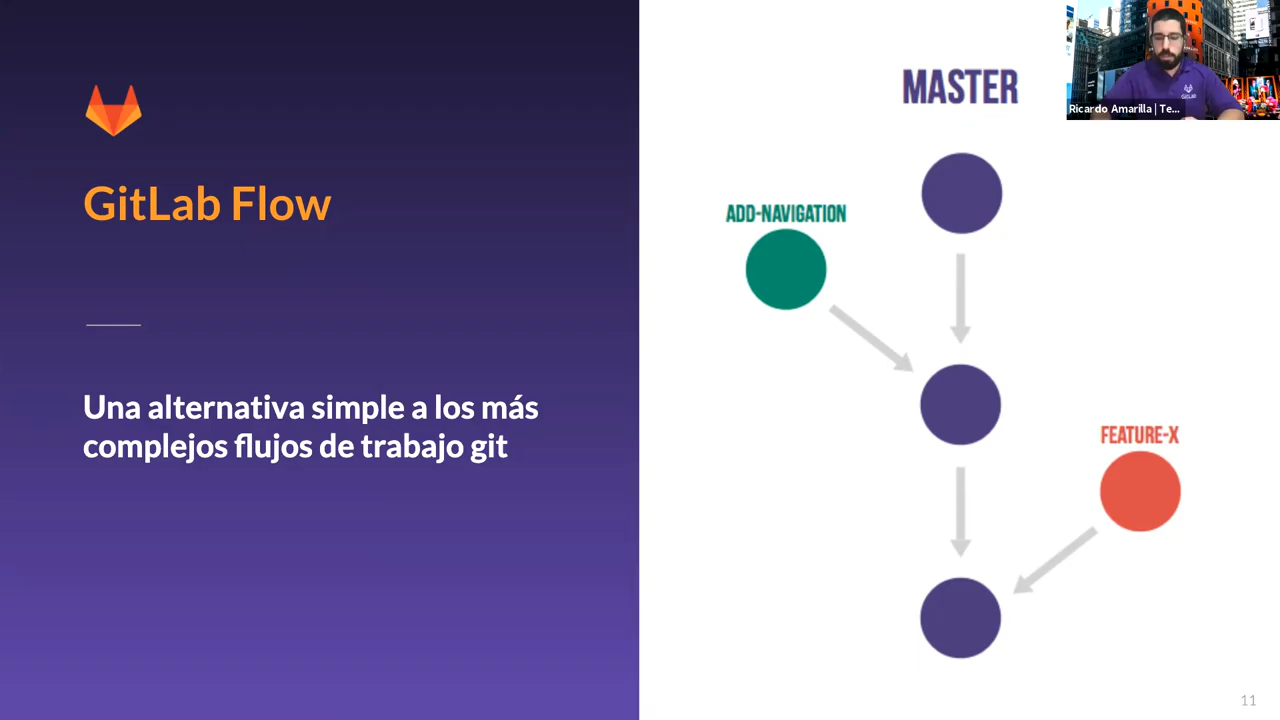 GitLab Flow
Una alternativa simple a los más
complejos flujos de trabajo git
MASTER
ADD-NAVIGATION
FEATURE-X
Ricardo Amarilla | Te...
11